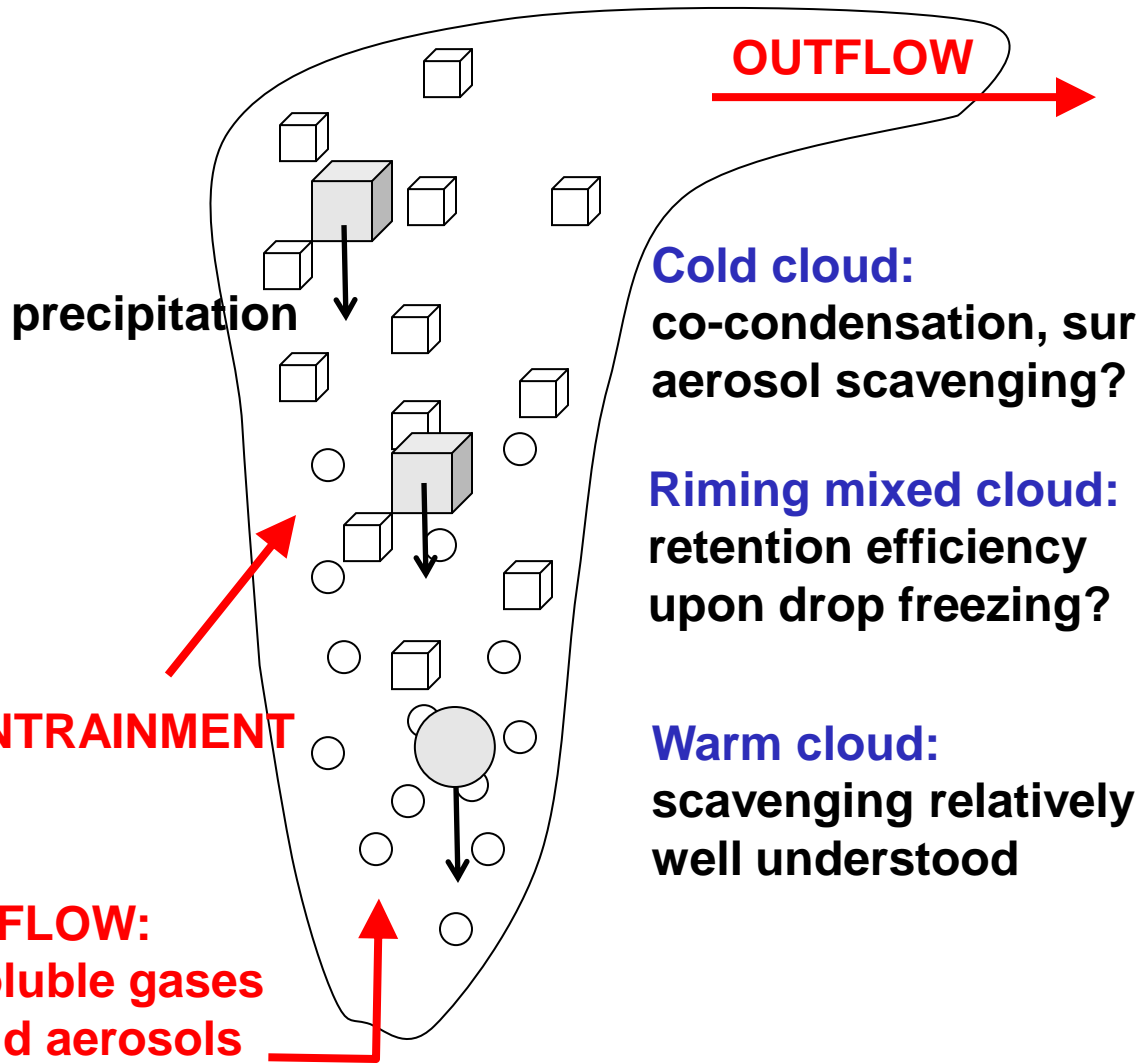 OUTFLOW
precipitation
Cold cloud:
co-condensation, sur
aerosol scavenging?
Riming mixed cloud:
retention efficiency
upon drop freezing?
NTRAINMENT
Warm cloud:
scavenging relatively
well understood
FLOW:
oluble gases
d aerosols